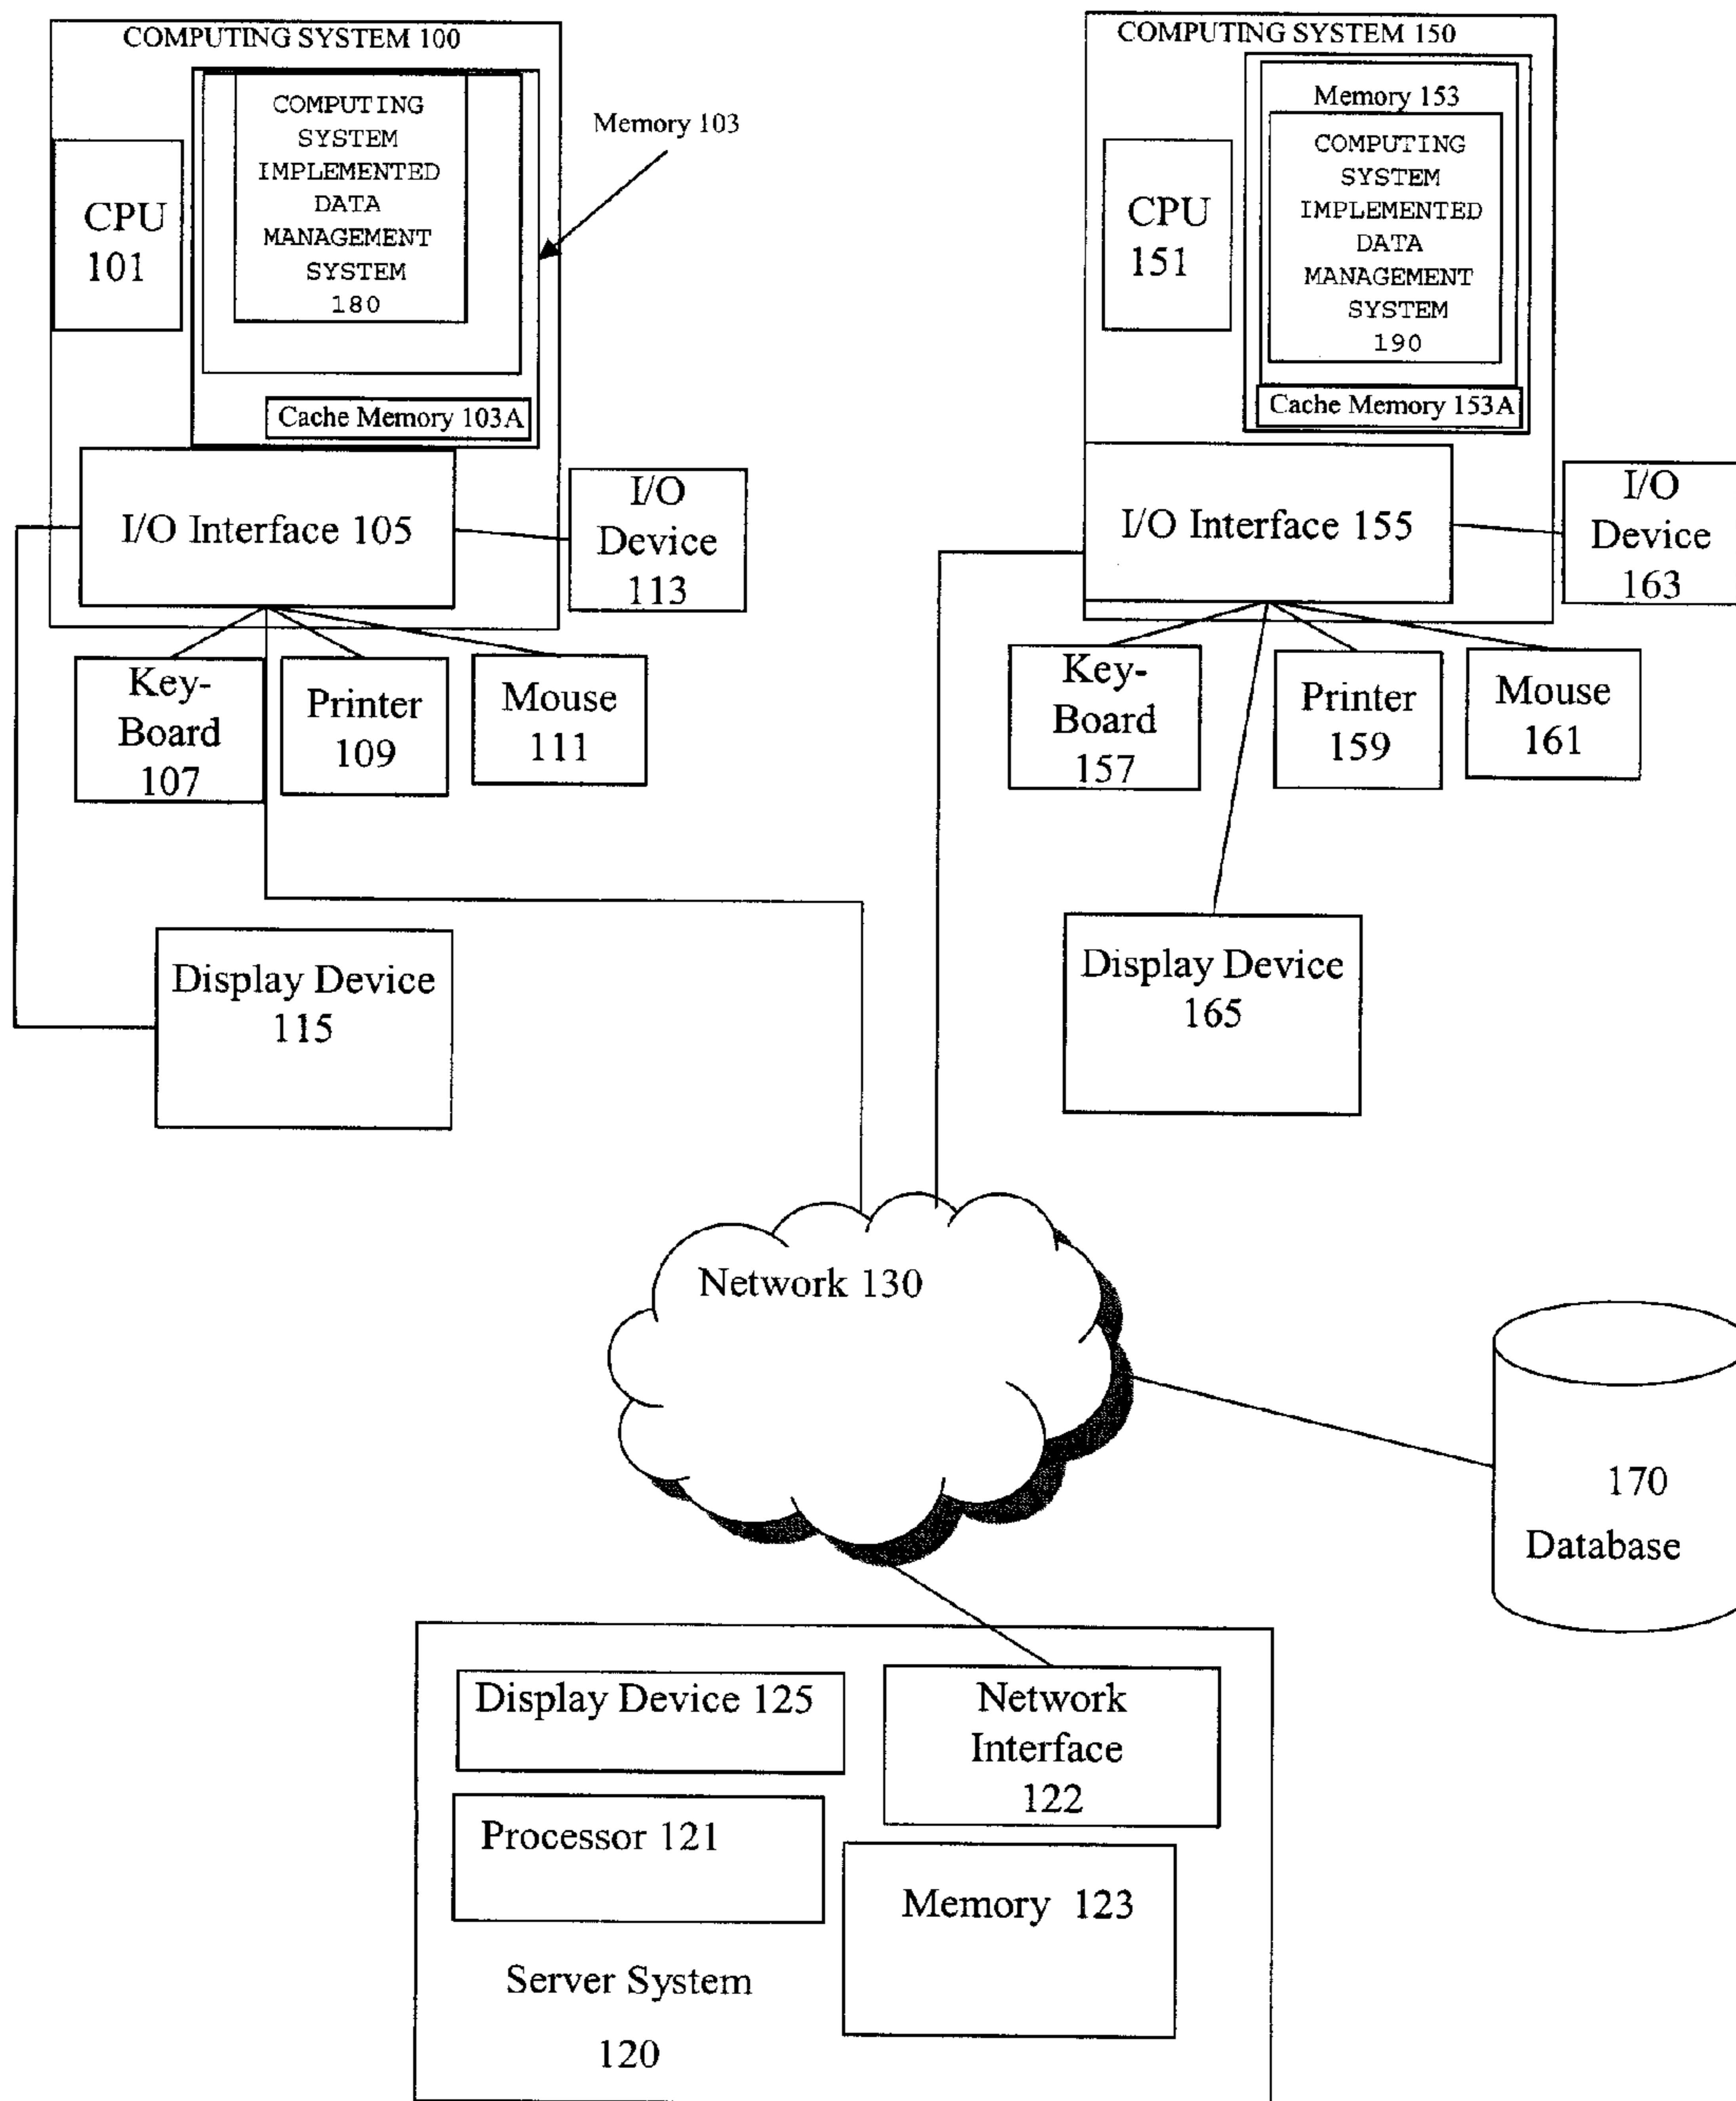 COMPUTING SYSTEM 100
COMPUTING
SYSTEM
IMPLEMENTED
DATA
MANAGEMENT
SYSTEM
180
Memory 103
CPU
101
Cache Memory 103A
I/O Interface 105
I/O
Device
113
Key-
Board
107
Printer
109
Mouse
111
Display Device
115
COMPUTING SYSTEM 150
Memory 153
COMPUTING
SYSTEM
IMPLEMENTED
DATA
MANAGEMENT
SYSTEM
190
CPU
151
Cache Memory 153A
I/O Interface 155
I/O
Device
163
Key-
Board
157
Printer
159
Mouse
161
Display Device
165
Network 130
170
Database
Display Device 125
Network
Interface
122
Processor 121
Memory 123
Server System
120